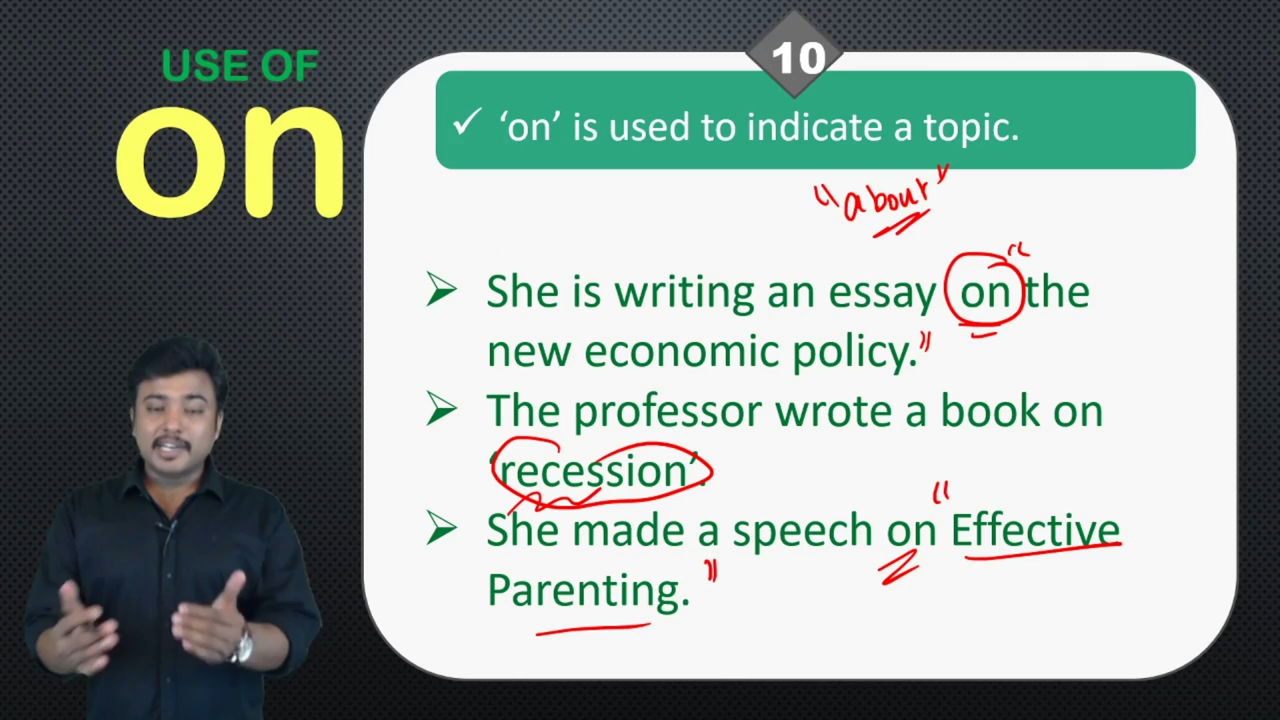 USE OF
on
10
✓ ‘on’ is used to indicate a topic.
"about"
➢ She is writing an essay on "the
new economic policy."
➢ The professor wrote a book on
‘recession’.
➢ She made a speech on "Effective
Parenting."